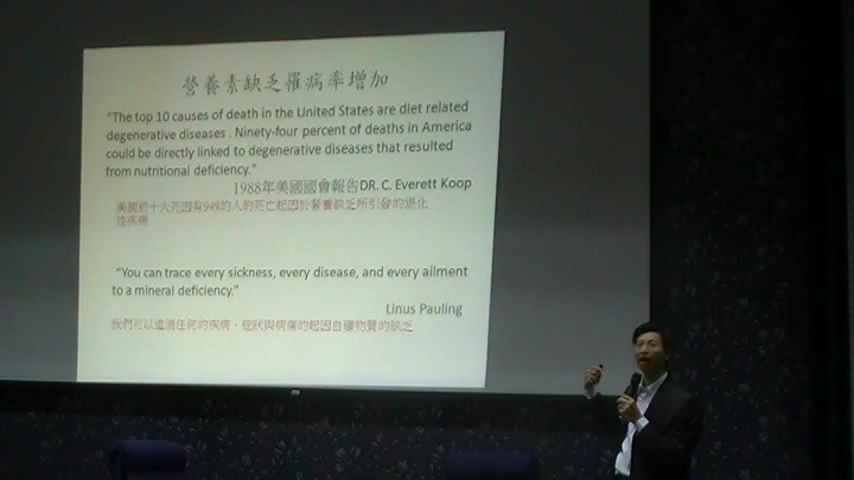 營養素缺乏罹病率增加
"The top 10 causes of death in the United States are diet related
degenerative diseases . Ninety-four percent of deaths in America
could be directly linked to degenerative diseases that resulted
from nutritional deficiency."
1988年美國國會報告DR. C. Everett Koop
美國前十大死因有94%的人的死亡起因於營養缺乏所引發的退化
性疾病
"You can trace every sickness, every disease, and every ailment
to a mineral deficiency."
Linus Pauling
我們可以追溯任何的疾病、症狀與病痛的起因自礦物質的缺乏